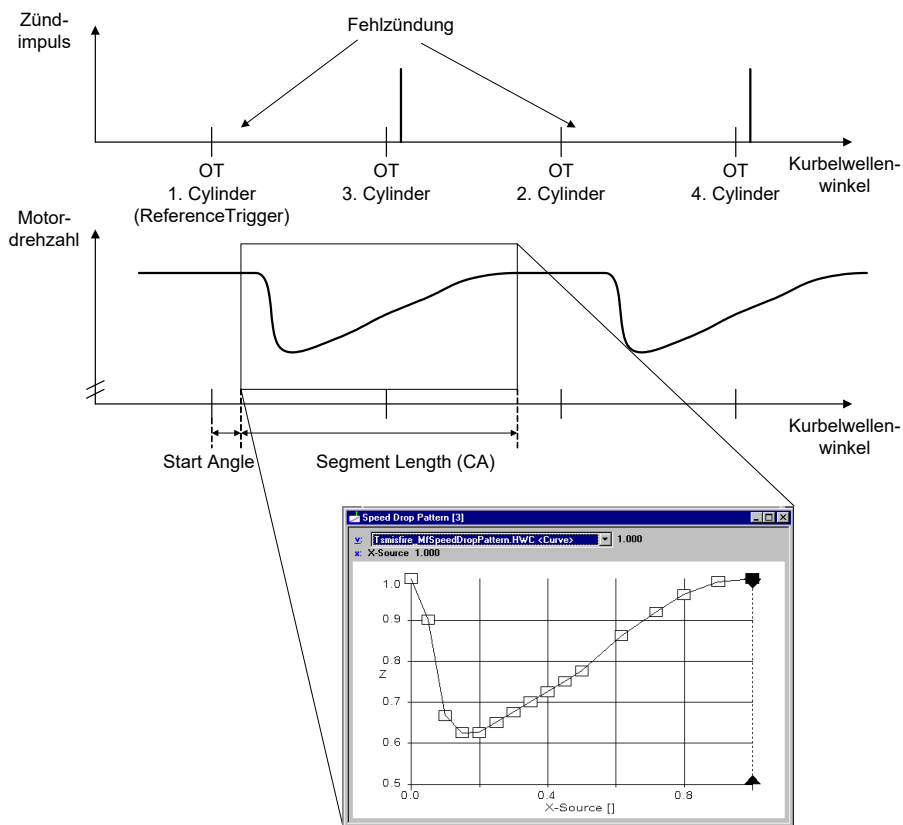 Zünd-
impuls
Fehlzündung
OT
1. Cylinder
(ReferenceTrigger)
OT
3. Cylinder
OT
2. Cylinder
OT
4. Cylinder
Kurbelwellen-
winkel
Motor-
drehzahl
Kurbelwellen-
winkel
Start Angle
Segment Length (CA)
Speed Drop Pattern [3]
y: Tsmisfire_MfSpeedDropPattern.HWC <Curve> 1.000
x: X-Source 1.000
1.0
0.9
0.8
Z
0.7
0.6
0.5
0.0 0.4 0.8
X-Source []